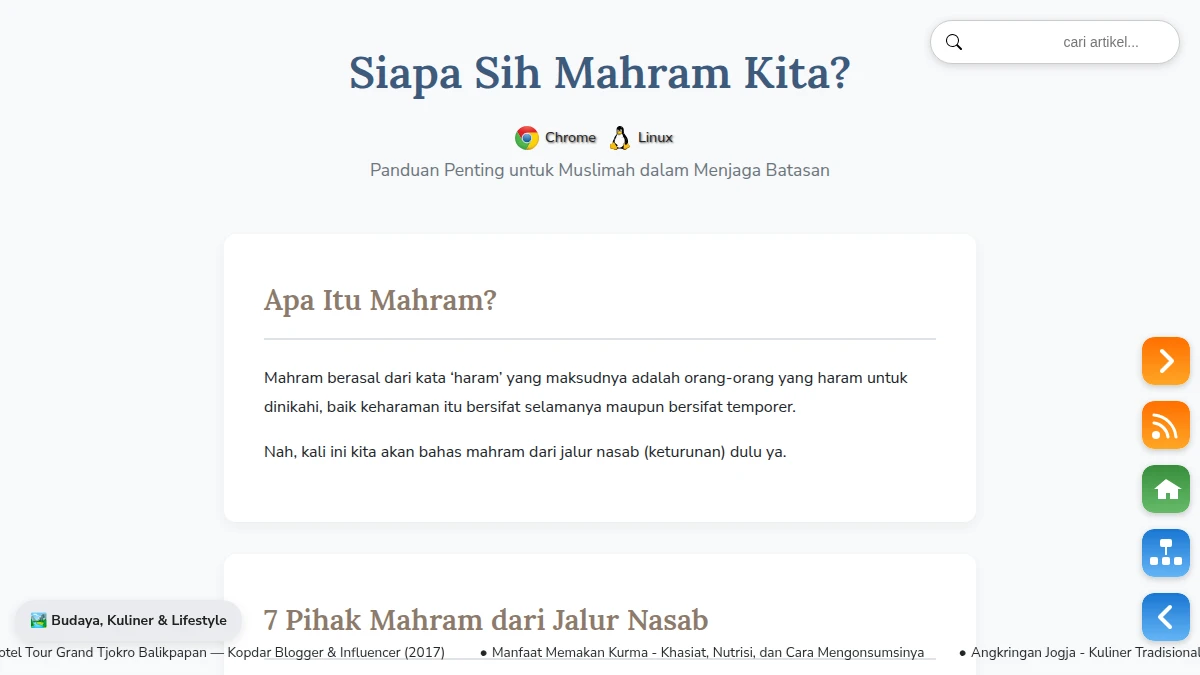 cari artikel...
Siapa Sih Mahram Kita?
Chrome Linux
Panduan Penting untuk Muslimah dalam Menjaga Batasan
Apa Itu Mahram?
Mahram berasal dari kata ‘haram’ yang maksudnya adalah orang-orang yang haram untuk
dinikahi, baik keharaman itu bersifat selamanya maupun bersifat temporer.
Nah, kali ini kita akan bahas mahram dari jalur nasab (keturunan) dulu ya.
7 Pihak Mahram dari Jalur Nasab
Budaya, Kuliner & Lifestyle
otel Tour Grand Tjokro Balikpapan — Kopdar Blogger & Influencer (2017) ● Manfaat Memakan Kurma - Khasiat, Nutrisi, dan Cara Mengonsumsinya ● Angkringan Jogja - Kuliner Tradisional